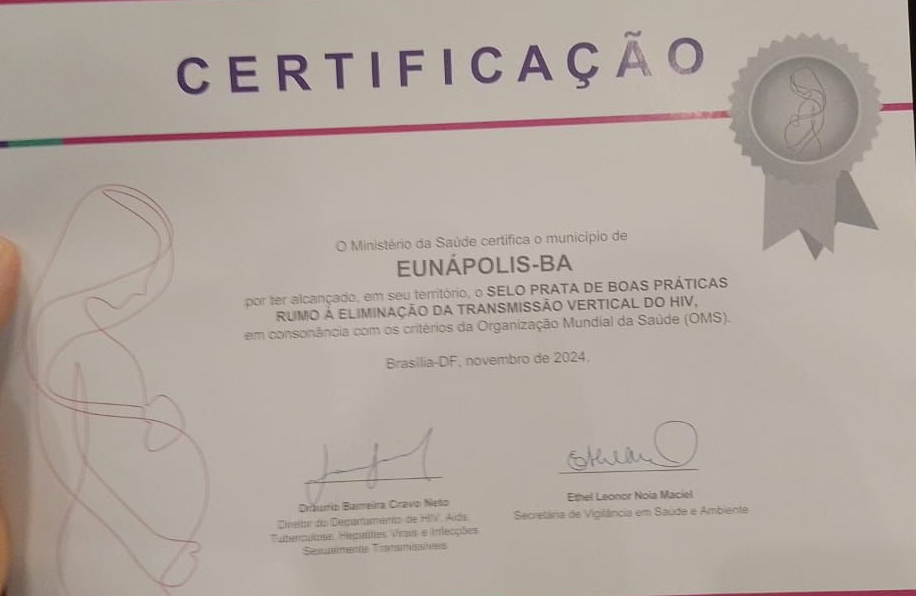 CERTIFICAÇÃO
O Ministério da Saúde certifica o município de
EUNÁPOLIS-BA
por ter alcançado, em seu território, o SELO PRATA DE BOAS PRÁTICAS
RUMO À ELIMINAÇÃO DA TRANSMISSÃO VERTICAL DO HIV,
em consonância com os critérios da Organização Mundial da Saúde (OMS).
Brasília-DF, novembro de 2024.
Draurio Barreira Cravo Neto
Diretor do Departamento de HIV, Aids,
Tuberculose, Hepatites Virais e Infecções
Sexualmente Transmissíveis
Ethel Leonor Noia Maciel
Secretária de Vigilância em Saúde e Ambiente